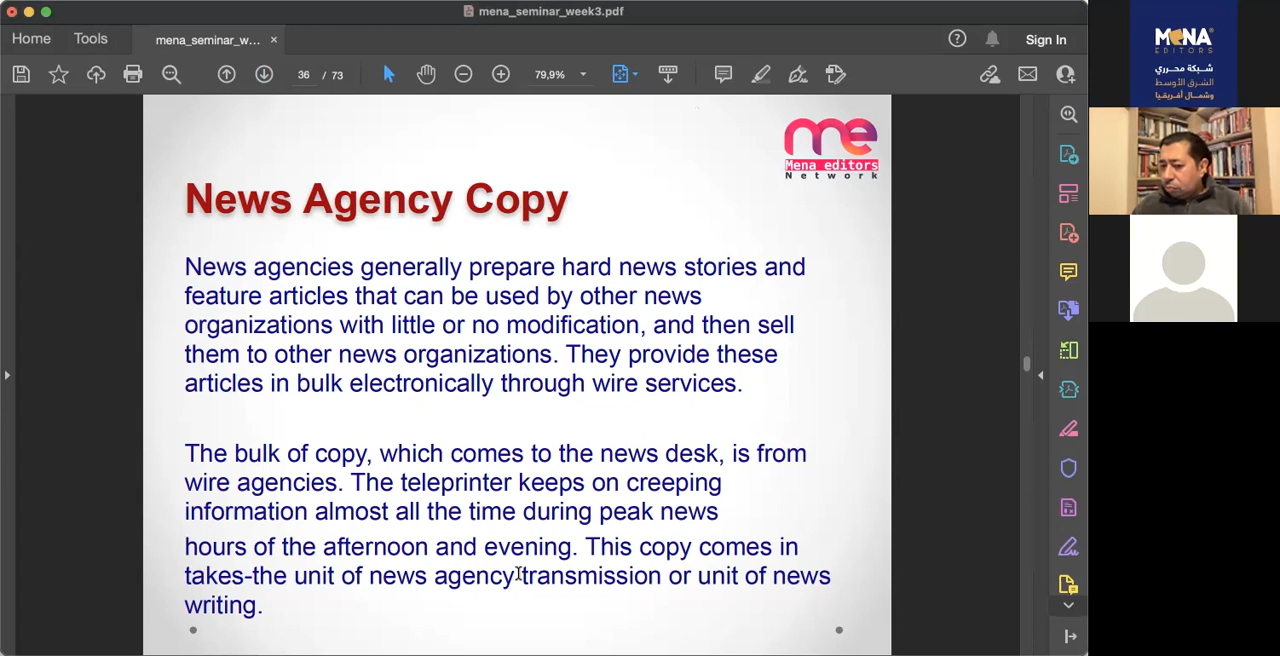 mena_seminar_week3.pdf
Home
Tools
mena_seminar_w...
Sign In
36 / 73
79,9%
me
Mena editors
Network
News Agency Copy
News agencies generally prepare hard news stories and
feature articles that can be used by other news
organizations with little or no modification, and then sell
them to other news organizations. They provide these
articles in bulk electronically through wire services.
The bulk of copy, which comes to the news desk, is from
wire agencies. The teleprinter keeps on creeping
information almost all the time during peak news
hours of the afternoon and evening. This copy comes in
takes-the unit of news agency transmission or unit of news
writing.
MENA
EDITORS
شبكة محرري
الشرق الأوسط
وشمال أفريقيا